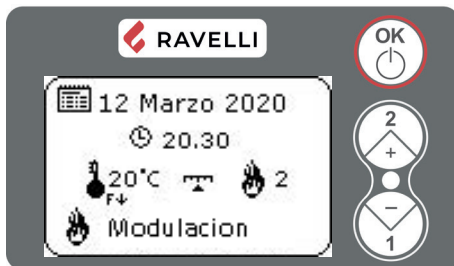 RAVELLI
OK
12 Marzo 2020
20.30
20°C
F↓
2
Modulacion
2
+
−
1